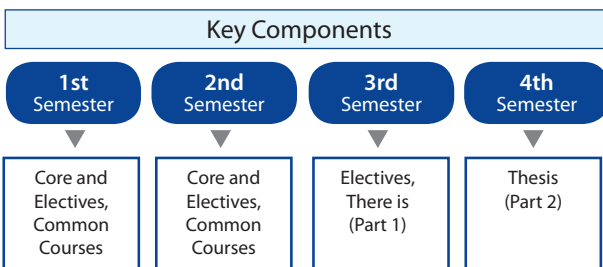 Key Components
1st
Semester
2nd
Semester
3rd
Semester
4th
Semester
Core and
Electives,
Common
Courses
Core and
Electives,
Common
Courses
Electives,
There is
(Part 1)
Thesis
(Part 2)